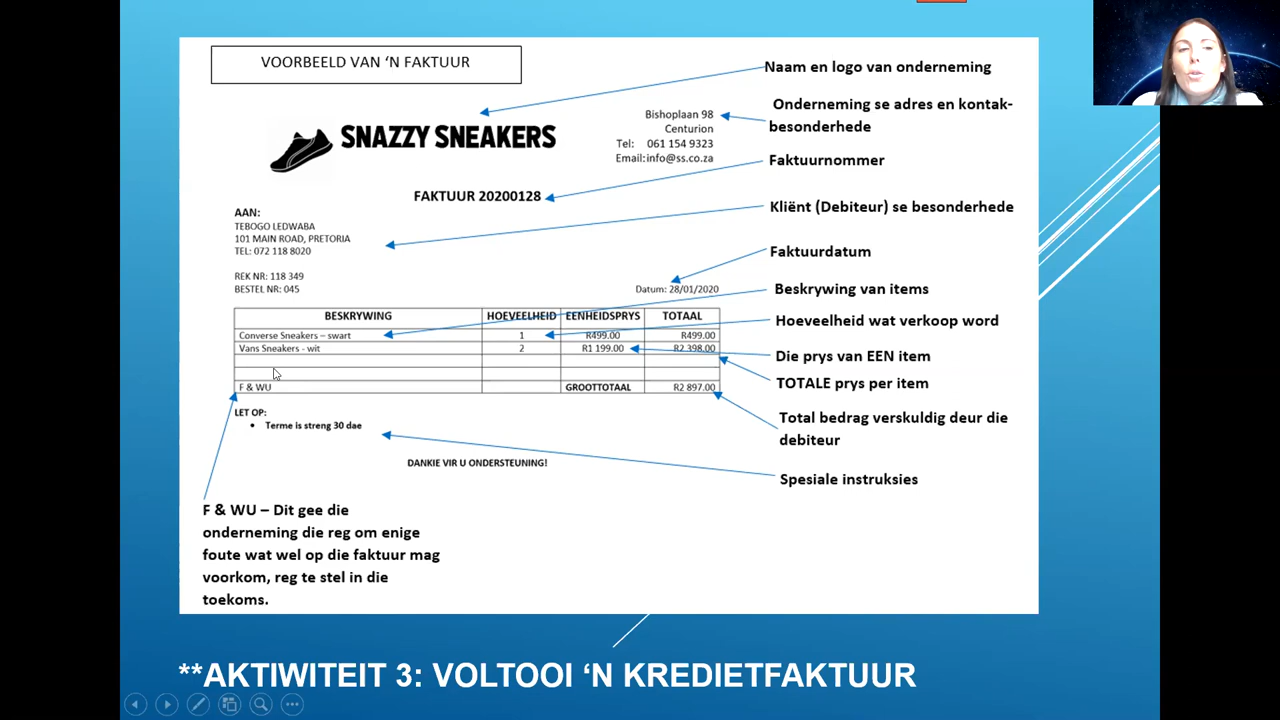 VOORBEELD VAN ‘N FAKTUUR
SNAZZY SNEAKERS
Bishoplaan 98
Centurion
Tel: 061 154 9323
Email: info@ss.co.za
FAKTUUR 20200128
AAN:
TEBOGO LEDWABA
101 MAIN ROAD, PRETORIA
TEL: 072 118 8020
REK NR: 118 349
BESTEL NR: 045
Datum: 28/01/2020
BESKRYWING HOEVEELHEID EENHEIDSPRYS TOTAAL
Converse Sneakers – swart 1 R499.00 R499.00
Vans Sneakers - wit 2 R1 199.00 R2 398.00
F & WU GROOTTOTAAL R2 897.00
LET OP:
• Terme is streng 30 dae
DANKIE VIR U ONDERSTEUNING!
Naam en logo van onderneming
Onderneming se adres en kontak-
besonderhede
Faktuurnommer
Kliënt (Debiteur) se besonderhede
Faktuurdatum
Beskrywing van items
Hoeveelheid wat verkoop word
Die prys van EEN item
TOTALE prys per item
Total bedrag verskuldig deur die
debiteur
Spesiale instruksies
F & WU – Dit gee die
onderneming die reg om enige
foute wat wel op die faktuur mag
voorkom, reg te stel in die
toekoms.
**AKTIWITEIT 3: VOLTOOI ‘N KREDIETFAKTUUR